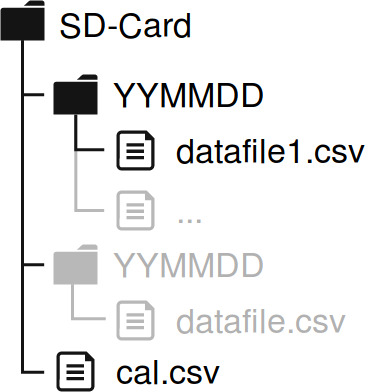 SD-Card
YYMMDD
datafile1.csv
...
YYMMDD
datafile.csv
cal.csv